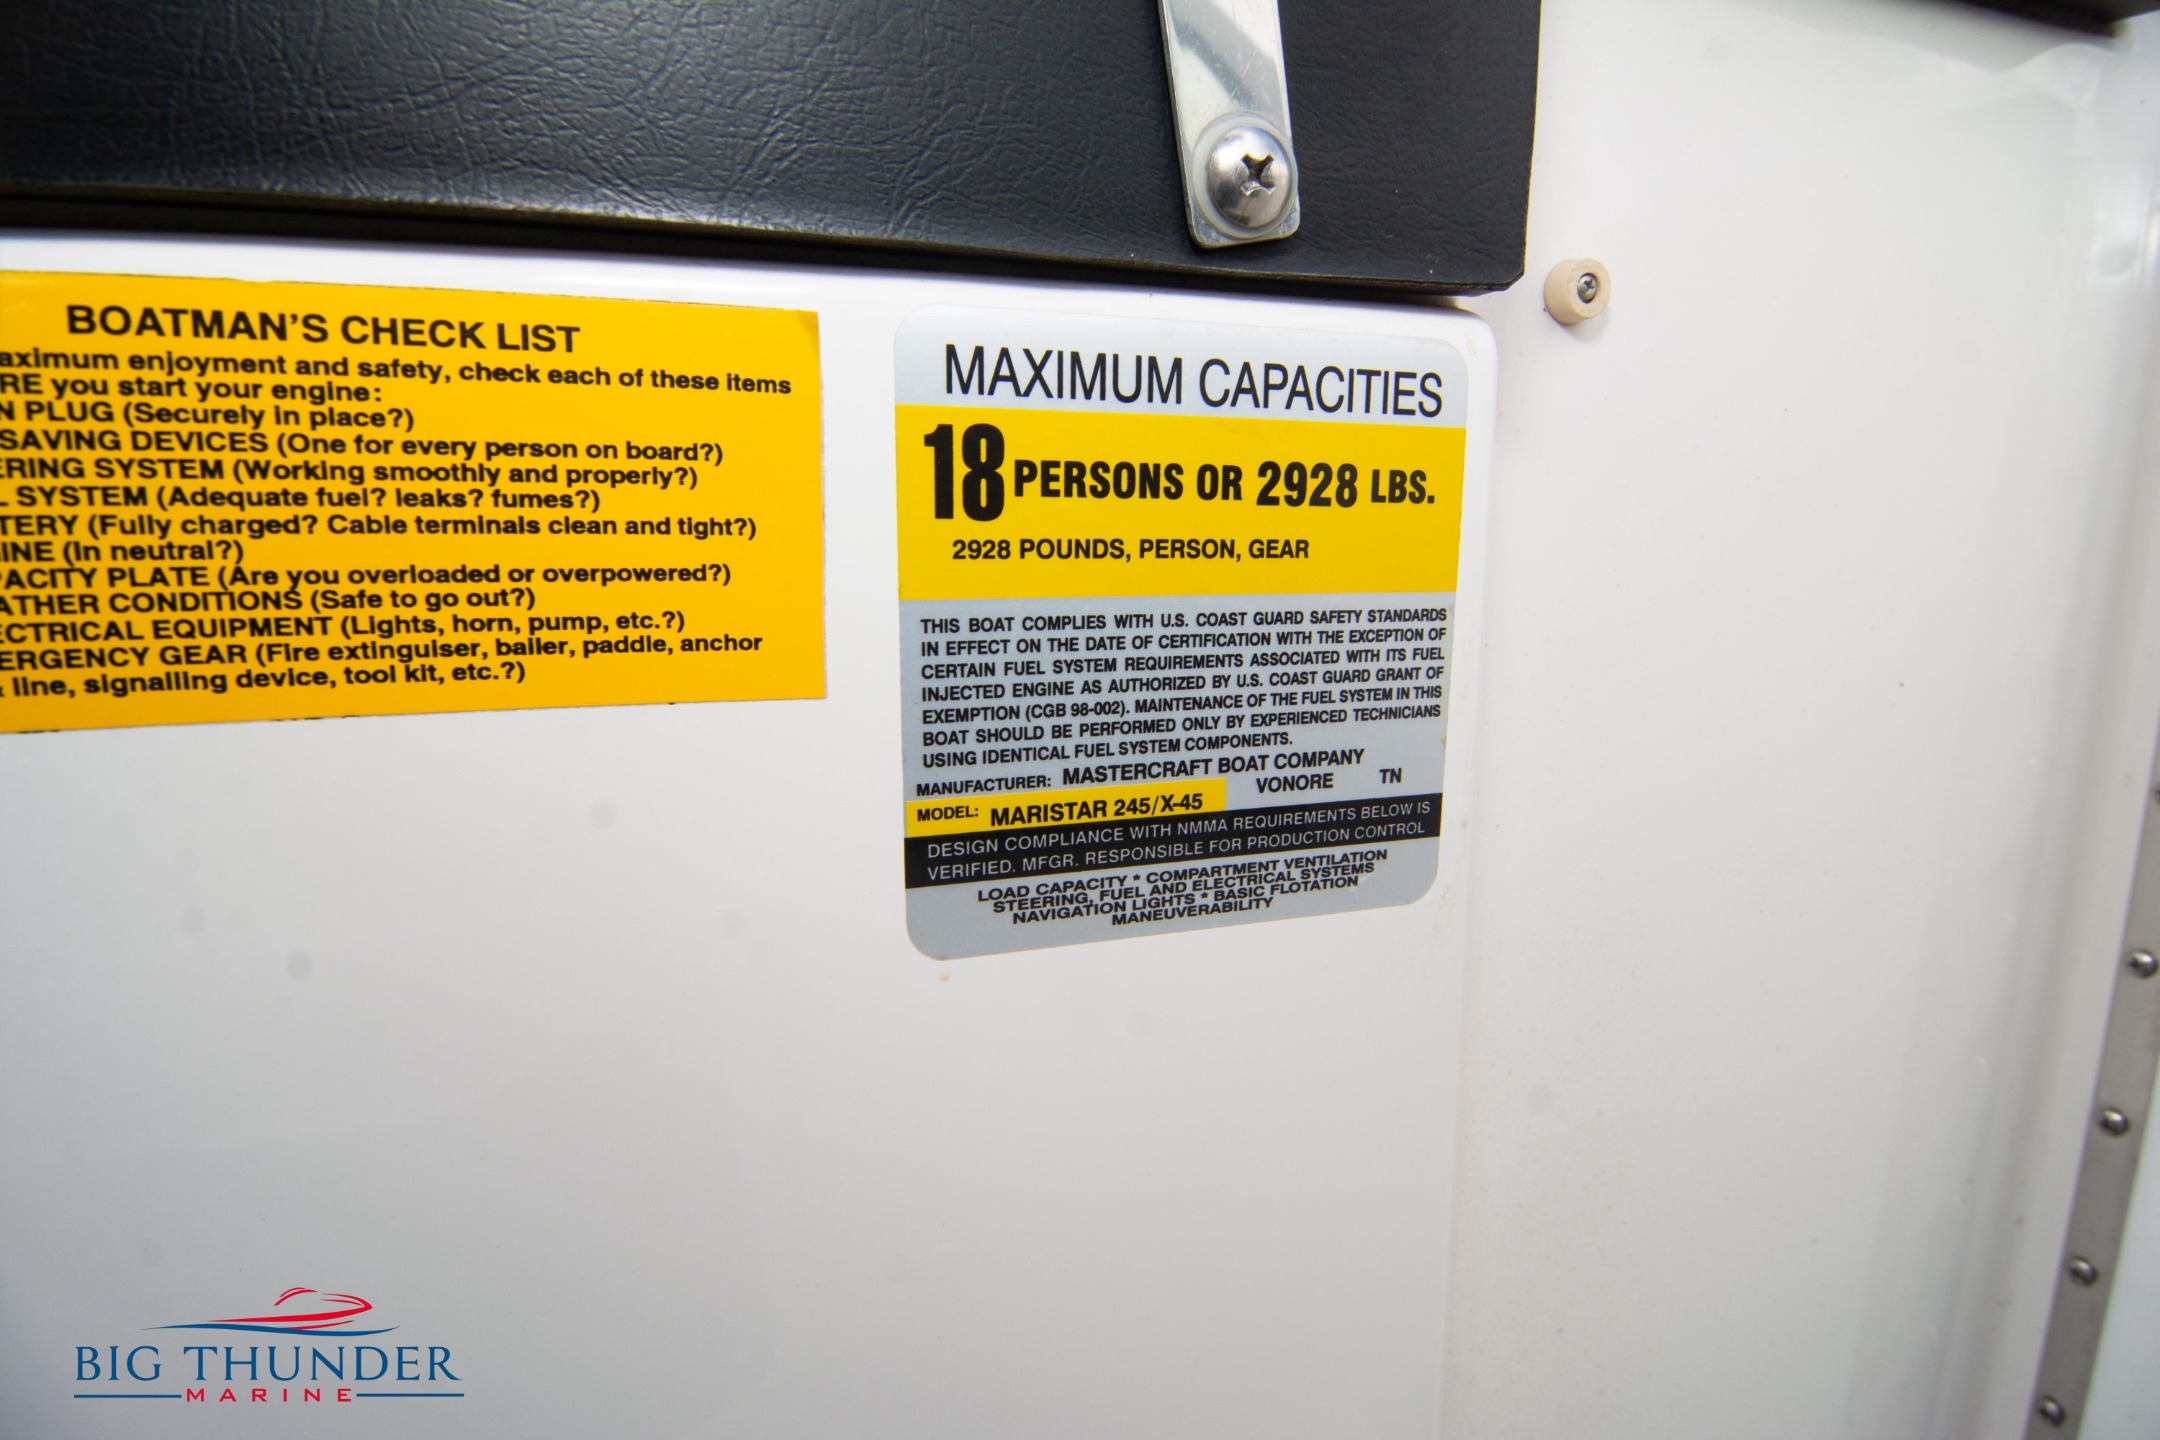 BOATMAN'S CHECK LIST
aximum enjoyment and safety, check each of these items
RE you start your engine:
N PLUG (Securely in place?)
SAVING DEVICES (One for every person on board?)
ERING SYSTEM (Working smoothly and properly?)
L SYSTEM (Adequate fuel? leaks? fumes?)
TERY (Fully charged? Cable terminals clean and tight?)
INE (In neutral?)
PACITY PLATE (Are you overloaded or overpowered?)
ATHER CONDITIONS (Safe to go out?)
ECTRICAL EQUIPMENT (Lights, horn, pump, etc.?)
ERGENCY GEAR (Fire extinguiser, bailer, paddle, anchor
& line, signalling device, tool kit, etc.?)
MAXIMUM CAPACITIES
18 PERSONS OR 2928 LBS.
2928 POUNDS, PERSON, GEAR
THIS BOAT COMPLIES WITH U.S. COAST GUARD SAFETY STANDARDS
IN EFFECT ON THE DATE OF CERTIFICATION WITH THE EXCEPTION OF
CERTAIN FUEL SYSTEM REQUIREMENTS ASSOCIATED WITH ITS FUEL
INJECTED ENGINE AS AUTHORIZED BY U.S. COAST GUARD GRANT OF
EXEMPTION (CGB 98-002). MAINTENANCE OF THE FUEL SYSTEM IN THIS
BOAT SHOULD BE PERFORMED ONLY BY EXPERIENCED TECHNICIANS
USING IDENTICAL FUEL SYSTEM COMPONENTS.
MANUFACTURER: MASTERCRAFT BOAT COMPANY
VONORE TN
MODEL: MARISTAR 245/X-45
DESIGN COMPLIANCE WITH NMMA REQUIREMENTS BELOW IS
VERIFIED. MFGR. RESPONSIBLE FOR PRODUCTION CONTROL
LOAD CAPACITY * COMPARTMENT VENTILATION
STEERING, FUEL AND ELECTRICAL SYSTEMS
NAVIGATION LIGHTS * BASIC FLOTATION
MANEUVERABILITY
BIG THUNDER
MARINE